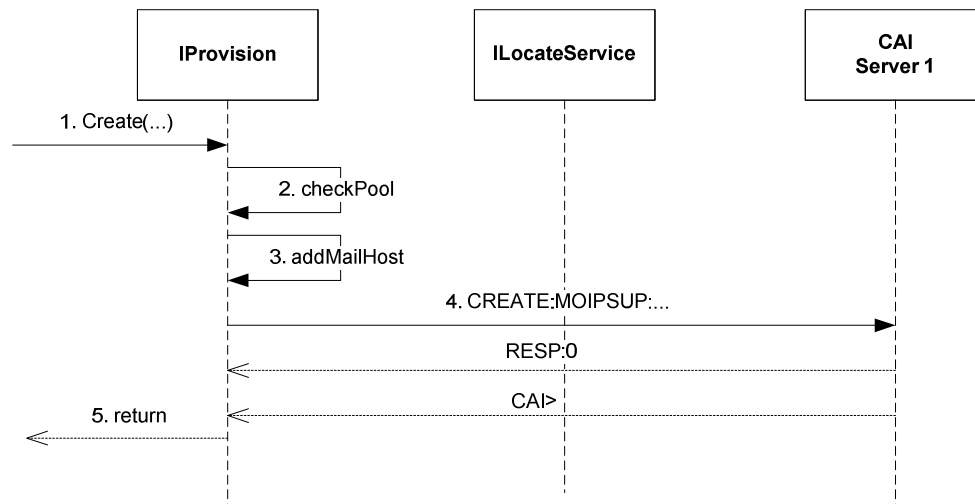 IProvision
ILocateService
CAI
Server 1
1. Create(...)
2. checkPool
3. addMailHost
4. CREATE:MOIPSUP:...
RESP:0
CAI>
5. return